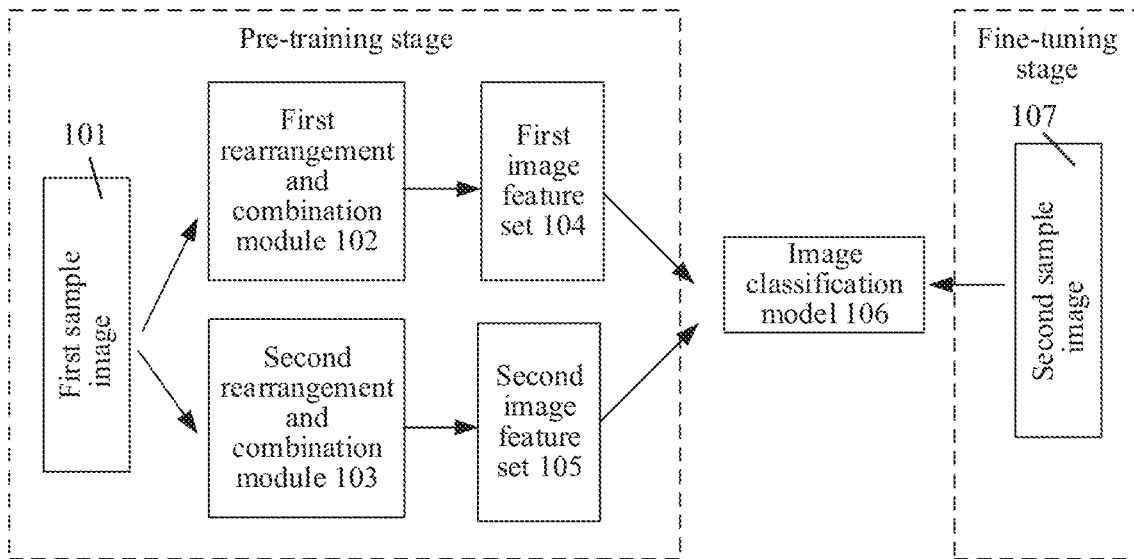 Pre-training stage
101
First sample
image
First
rearrangement
and
combination
module 102
First
image
feature
set 104
Second
rearrangement
and
combination
module 103
Second
image
feature
set 105
Image
classification
model 106
Fine-tuning
stage
107
Second sample
image